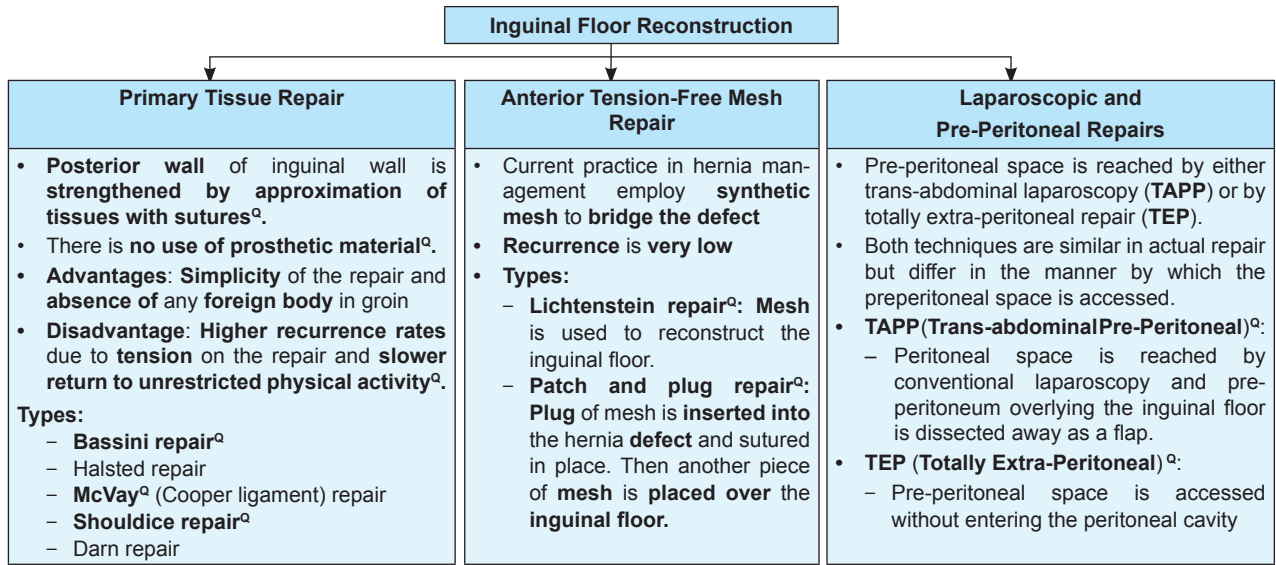 Inguinal Floor Reconstruction
Primary Tissue Repair
• Posterior wall of inguinal wall is
strengthened by approximation of
tissues with suturesQ.
• There is no use of prosthetic materialQ.
• Advantages: Simplicity of the repair and
absence of any foreign body in groin
• Disadvantage: Higher recurrence rates
due to tension on the repair and slower
return to unrestricted physical activityQ.
Types:
– Bassini repairQ
– Halsted repair
– McVayQ (Cooper ligament) repair
– Shouldice repairQ
– Darn repair
Anterior Tension-Free Mesh
Repair
• Current practice in hernia man-
agement employ synthetic
mesh to bridge the defect
• Recurrence is very low
• Types:
– Lichtenstein repairQ: Mesh
is used to reconstruct the
inguinal floor.
– Patch and plug repairQ:
Plug of mesh is inserted into
the hernia defect and sutured
in place. Then another piece
of mesh is placed over the
inguinal floor.
Laparoscopic and
Pre-Peritoneal Repairs
• Pre-peritoneal space is reached by either
trans-abdominal laparoscopy (TAPP) or by
totally extra-peritoneal repair (TEP).
• Both techniques are similar in actual repair
but differ in the manner by which the
preperitoneal space is accessed.
• TAPP(Trans-abdominalPre-Peritoneal)Q:
– Peritoneal space is reached by
conventional laparoscopy and pre-
peritoneum overlying the inguinal floor
is dissected away as a flap.
• TEP (Totally Extra-Peritoneal) Q:
– Pre-peritoneal space is accessed
without entering the peritoneal cavity